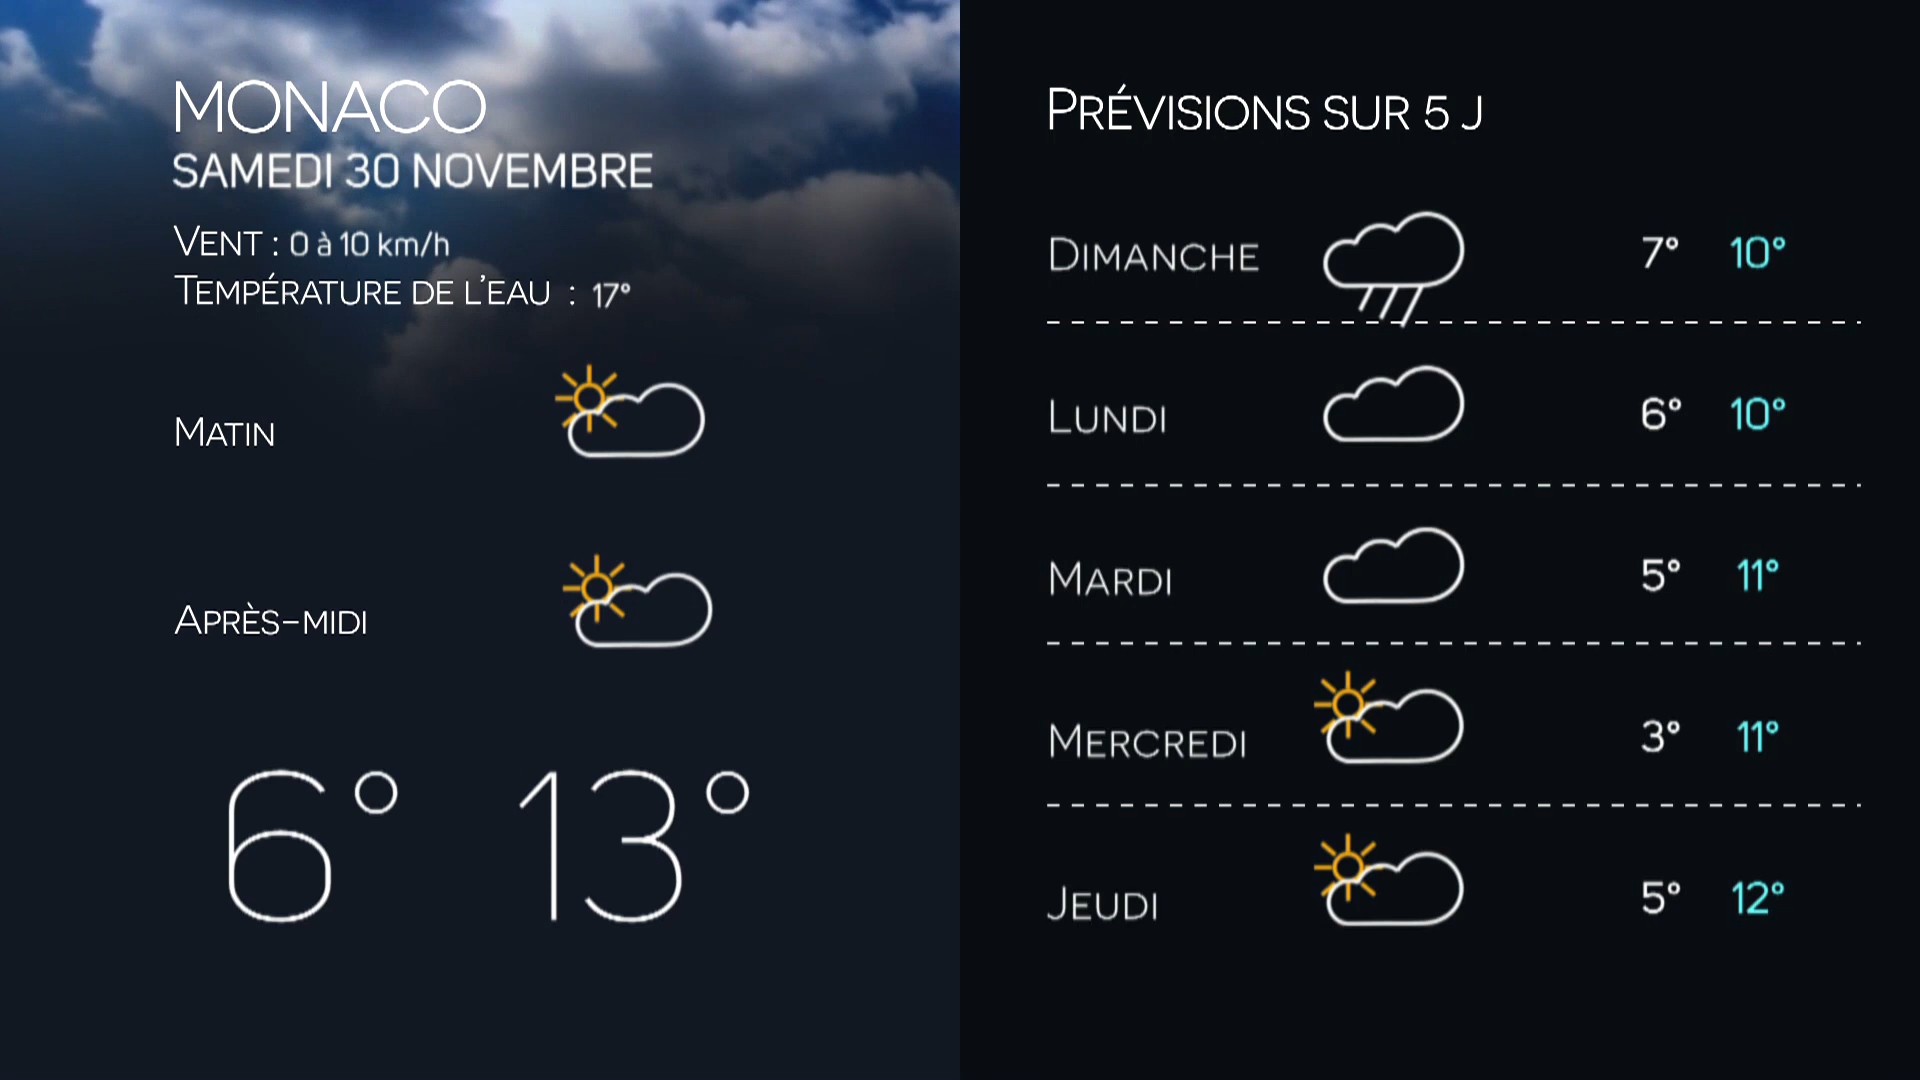 MONACO
SAMEDI 30 NOVEMBRE
VENT : 0 à 10 km/h
TEMPÉRATURE DE L'EAU : 17°
MATIN
APRÈS-MIDI
6° 13°
PRÉVISIONS SUR 5 J
DIMANCHE 7° 10°
LUNDI 6° 10°
MARDI 5° 11°
MERCREDI 3° 11°
JEUDI 5° 12°